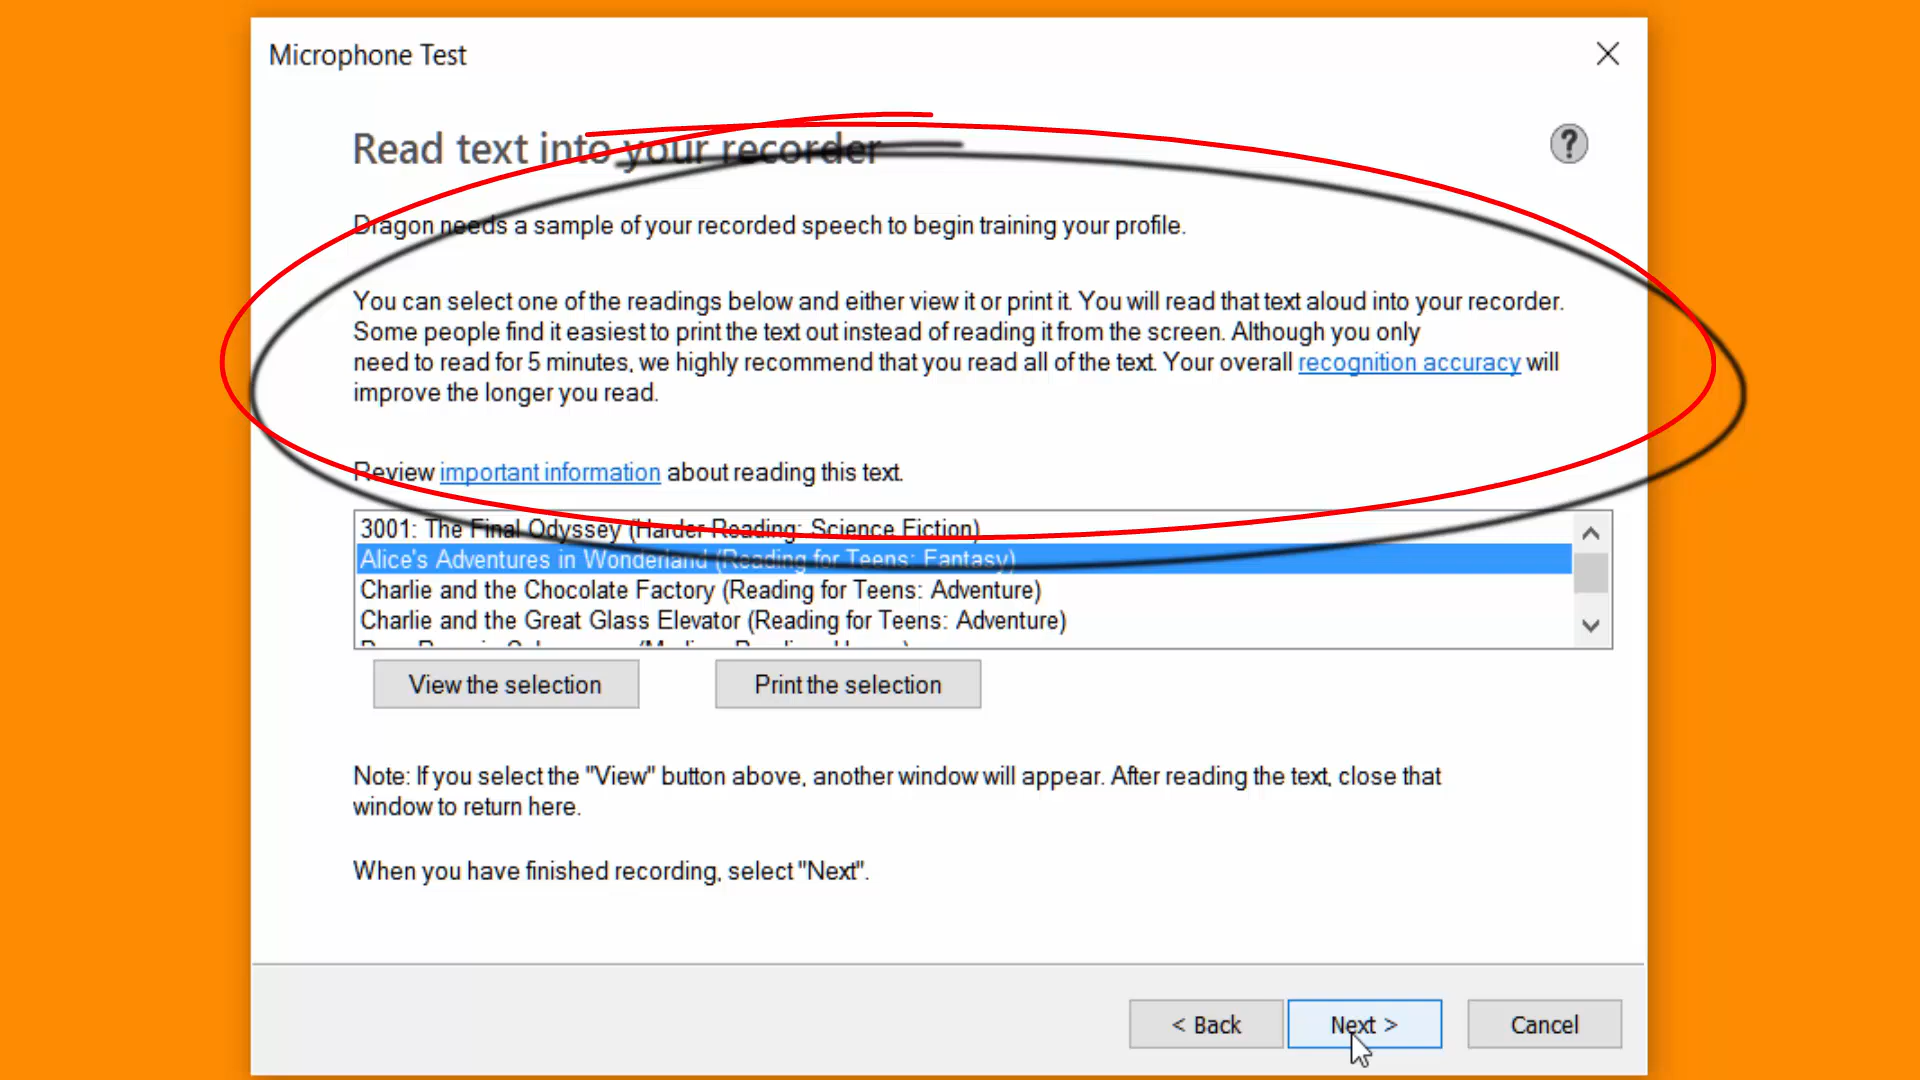 Microphone Test
Read text into your recorder
Dragon needs a sample of your recorded speech to begin training your profile.
You can select one of the readings below and either view it or print it. You will read that text aloud into your recorder.
Some people find it easiest to print the text out instead of reading it from the screen. Although you only
need to read for 5 minutes, we highly recommend that you read all of the text. Your overall recognition accuracy will
improve the longer you read.
Review important information about reading this text.
3001: The Final Odyssey (Harder Reading: Science Fiction)
Alice's Adventures in Wonderland (Reading for Teens: Fantasy)
Charlie and the Chocolate Factory (Reading for Teens: Adventure)
Charlie and the Great Glass Elevator (Reading for Teens: Adventure)
View the selection
Print the selection
Note: If you select the "View" button above, another window will appear. After reading the text, close that
window to return here.
When you have finished recording, select "Next".
< Back
Next >
Cancel